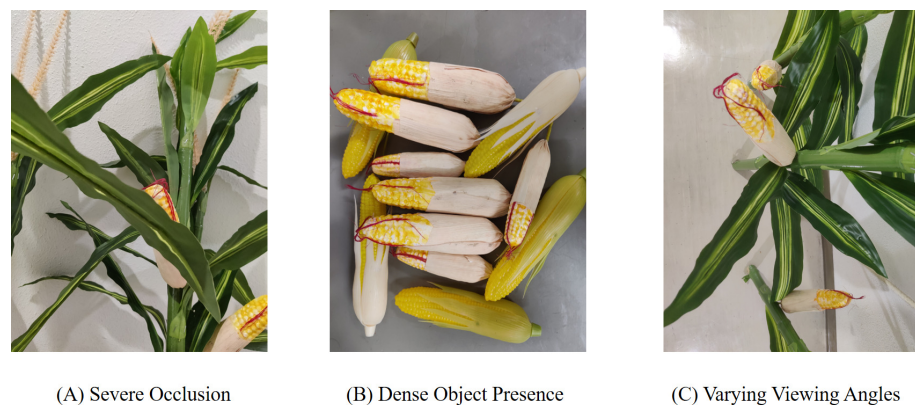 (A) Severe Occlusion
(B) Dense Object Presence
(C) Varying Viewing Angles